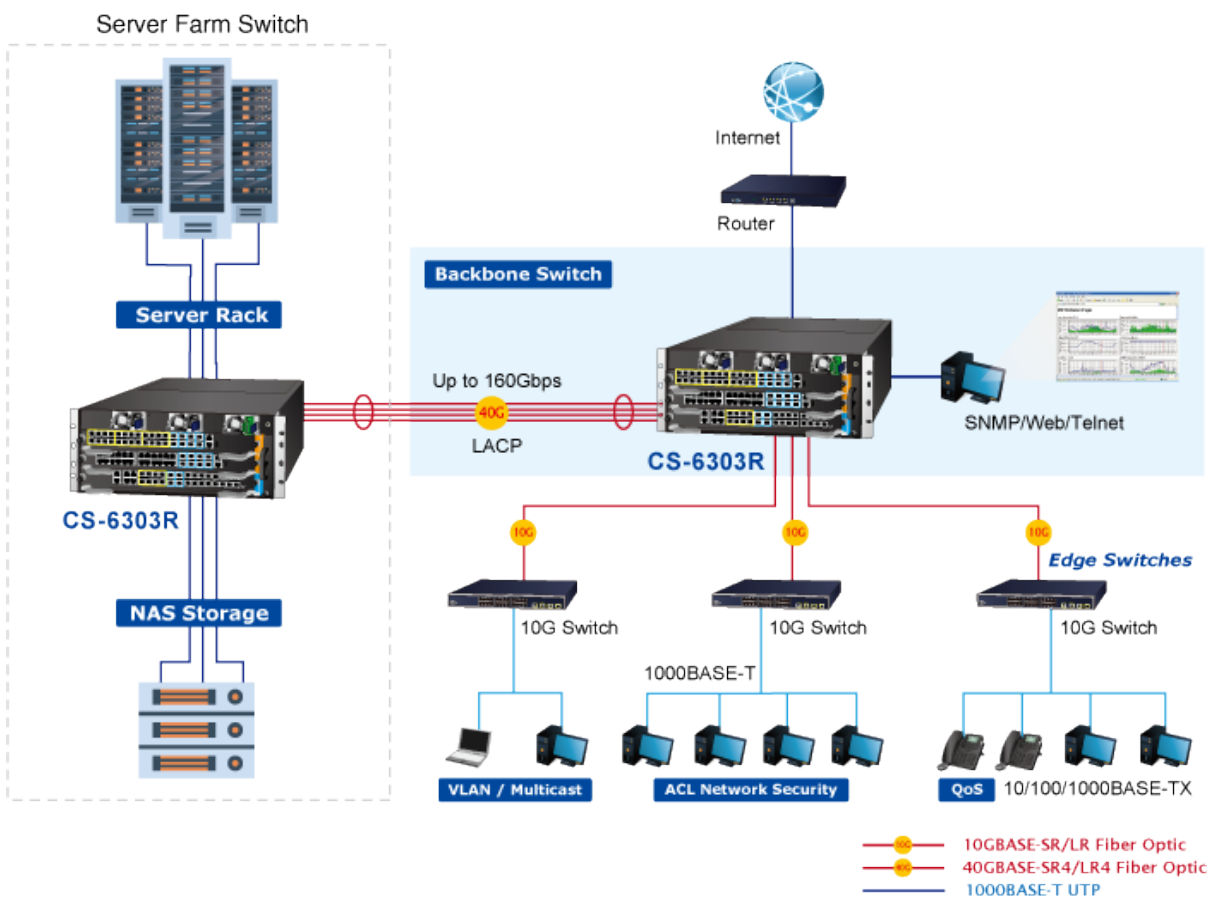 Server Farm Switch
Internet
Router
Backbone Switch
Server Rack
Up to 160Gbps
40G
LACP
SNMP/Web/Telnet
CS-6303R
CS-6303R
10G
10G
10G
Edge Switches
NAS Storage
10G Switch
10G Switch
10G Switch
1000BASE-T
VLAN / Multicast
ACL Network Security
QoS
10/100/1000BASE-TX
10G
10GBASE-SR/LR Fiber Optic
40G
40GBASE-SR4/LR4 Fiber Optic
1000BASE-T UTP